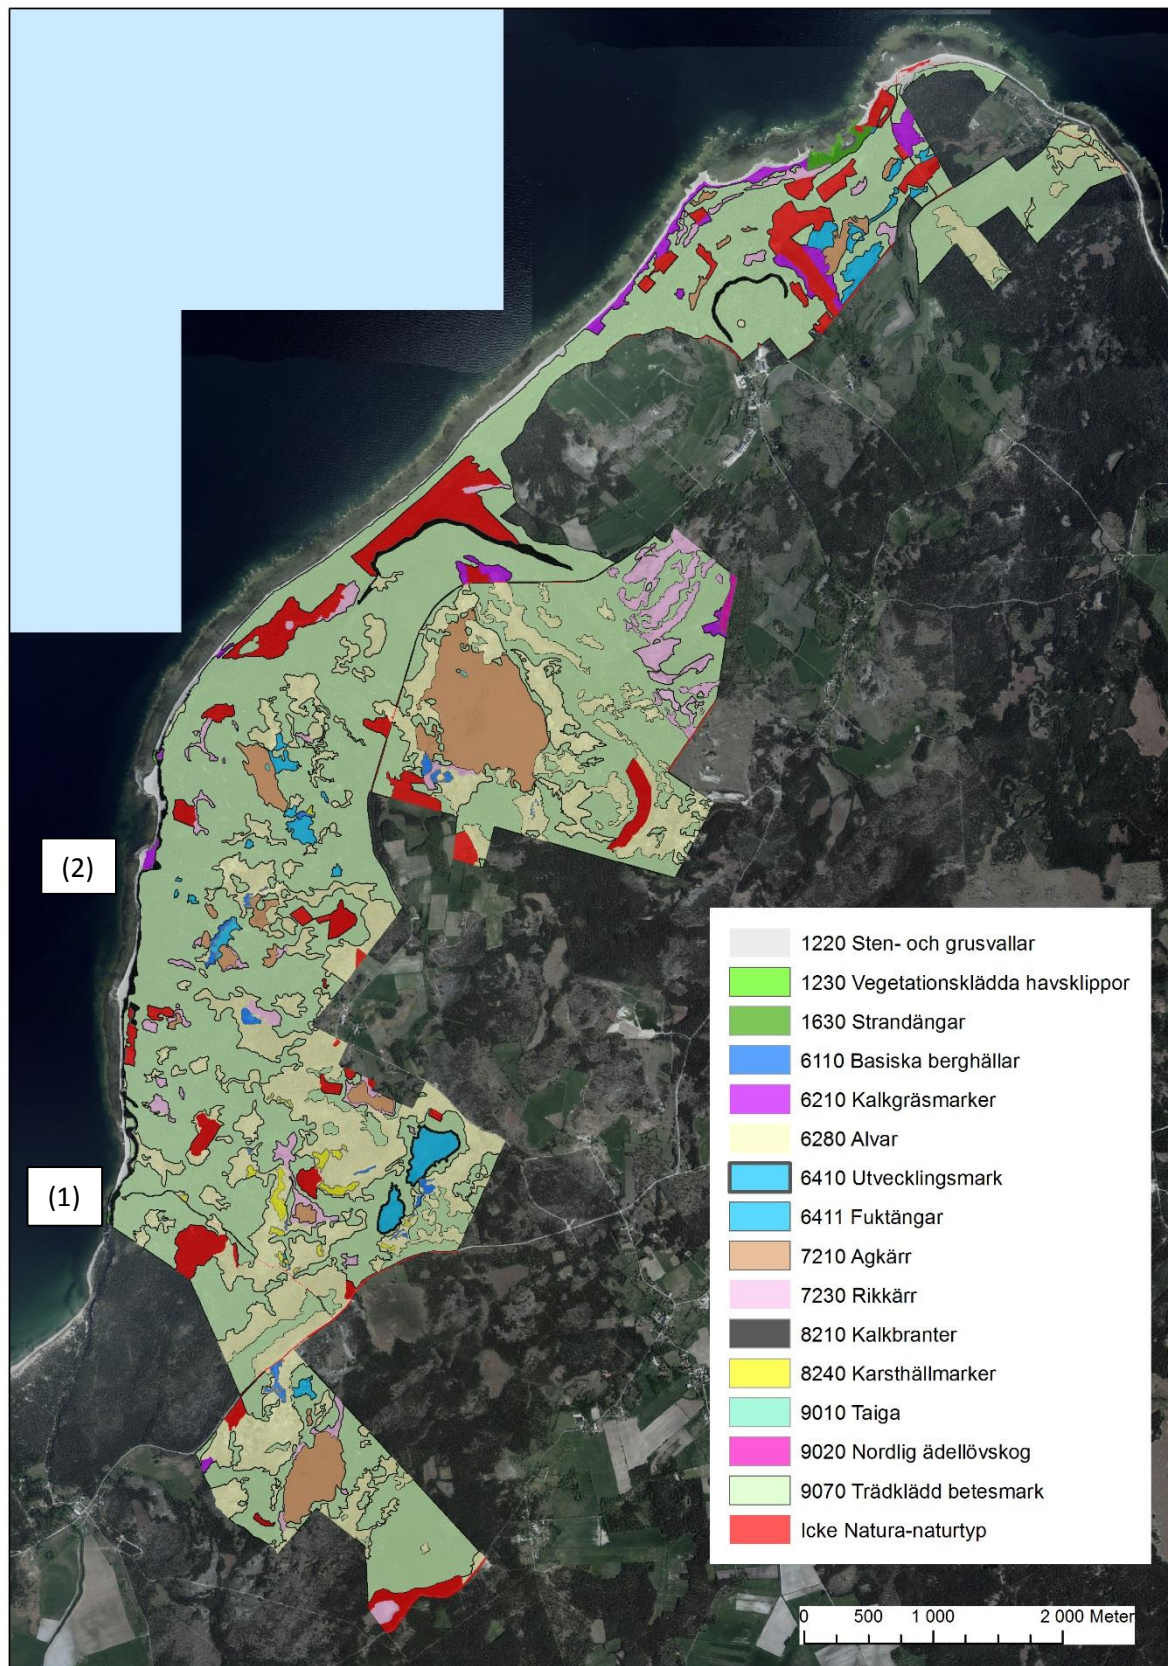 (2)
(1)
1220 Sten- och grusvallar
1230 Vegetationsklädda havsklippor
1630 Strandängar
6110 Basiska berghällar
6210 Kalkgräsmarker
6280 Alvar
6410 Utvecklingsmark
6411 Fuktängar
7210 Agkärr
7230 Rikkärr
8210 Kalkbranter
8240 Karsthällmarker
9010 Taiga
9020 Nordlig ädellövskog
9070 Trädklädd betesmark
Icke Natura-naturtyp
0 500 1 000 2 000 Meter